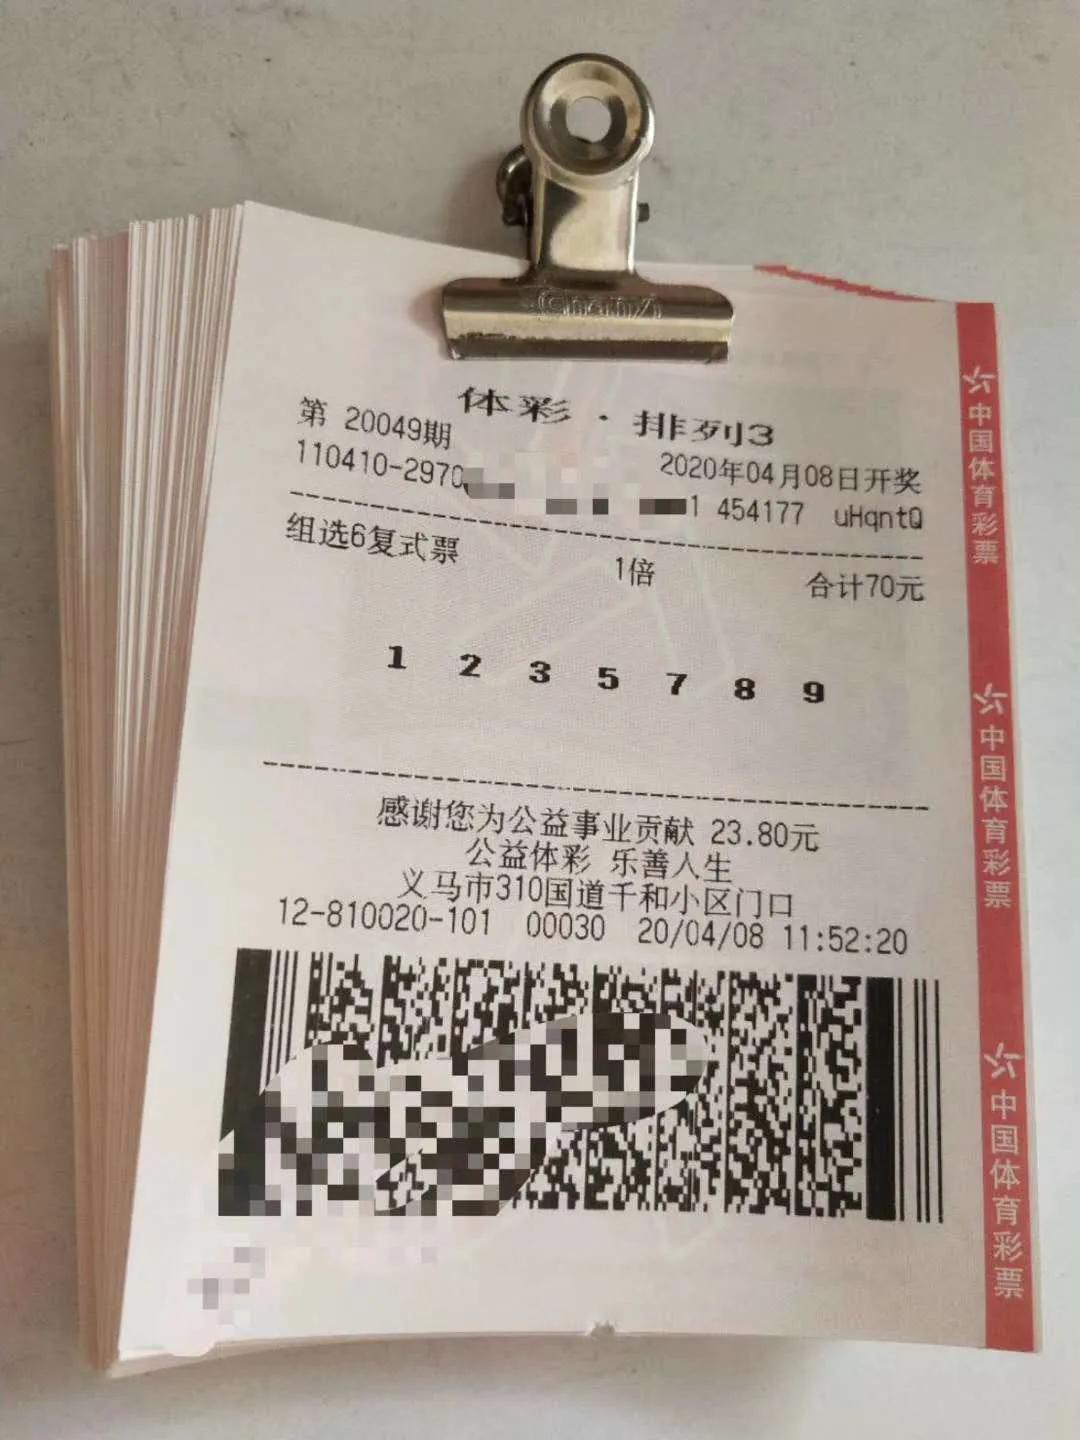 体彩·排列3
第 20049期
2020年04月08日开奖
110410-2970
1 454177 uHqntQ
组选6复式票 1倍 合计70元
1 2 3 5 7 8 9
感谢您为公益事业贡献 23.80元
公益体彩 乐善人生
义马市310国道千和小区门口
12-810020-101 00030 20/04/08 11:52:20
中国体育彩票
中国体育彩票
中国体育彩票